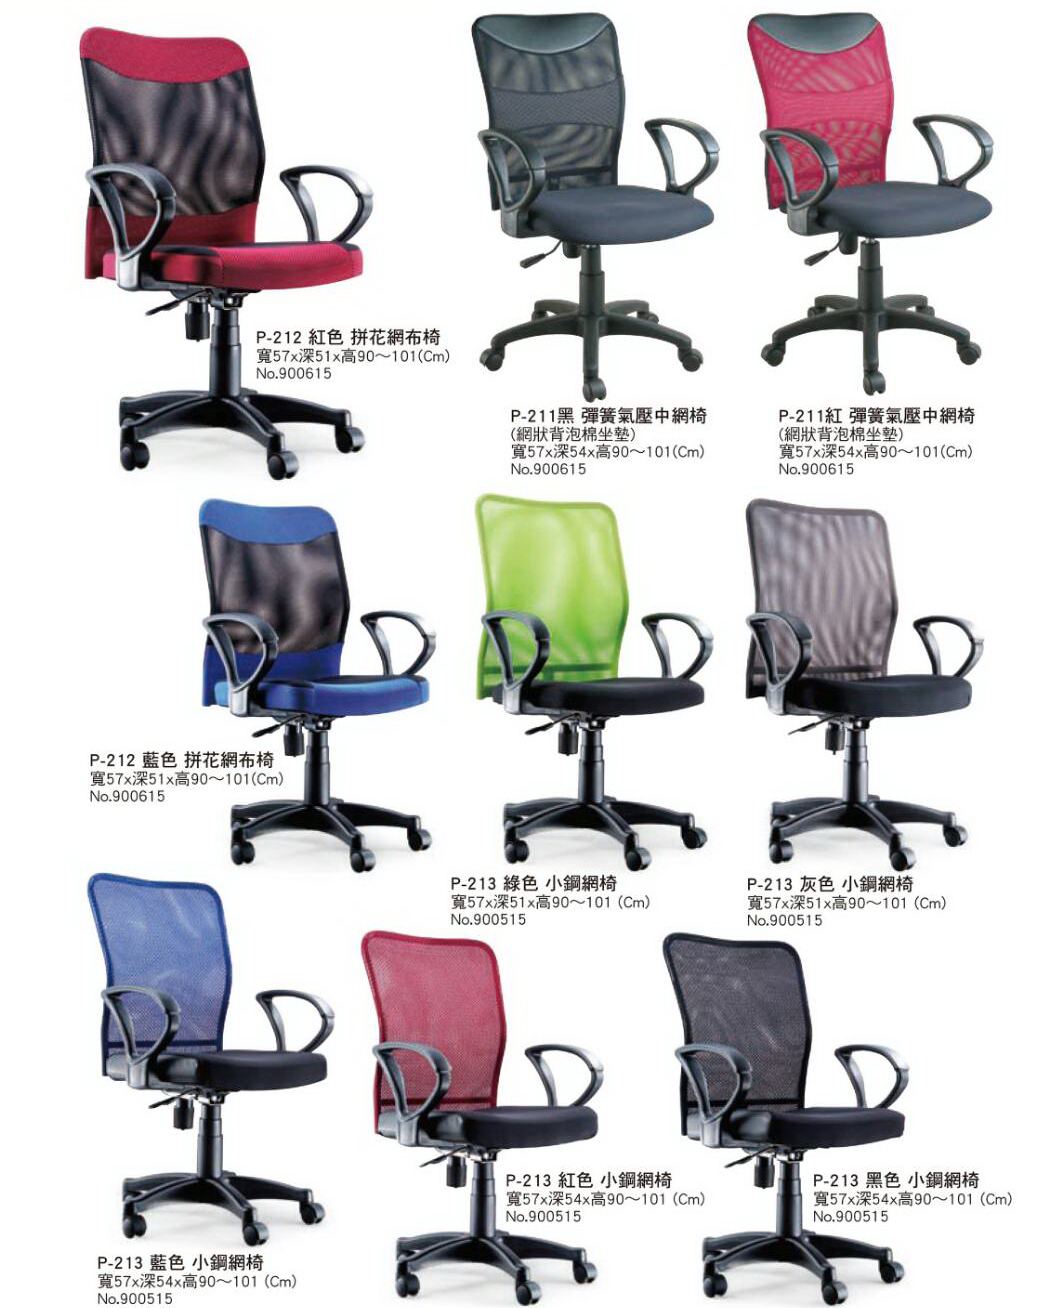 P-212 紅色 拼花網布椅
寬57x深51x高90～101(Cm)
No.900615
P-211黑 彈簧氣壓中網椅
(網狀背泡棉坐墊)
寬57x深54x高90～101(Cm)
No.900615
P-211紅 彈簧氣壓中網椅
(網狀背泡棉坐墊)
寬57x深54x高90～101(Cm)
No.900615
P-212 藍色 拼花網布椅
寬57x深51x高90～101(Cm)
No.900615
P-213 綠色 小鋼網椅
寬57x深51x高90～101 (Cm)
No.900515
P-213 灰色 小鋼網椅
寬57x深51x高90～101 (Cm)
No.900515
P-213 藍色 小鋼網椅
寬57x深54x高90～101 (Cm)
No.900515
P-213 紅色 小鋼網椅
寬57x深54x高90～101 (Cm)
No.900515
P-213 黑色 小鋼網椅
寬57x深54x高90～101 (Cm)
No.900515